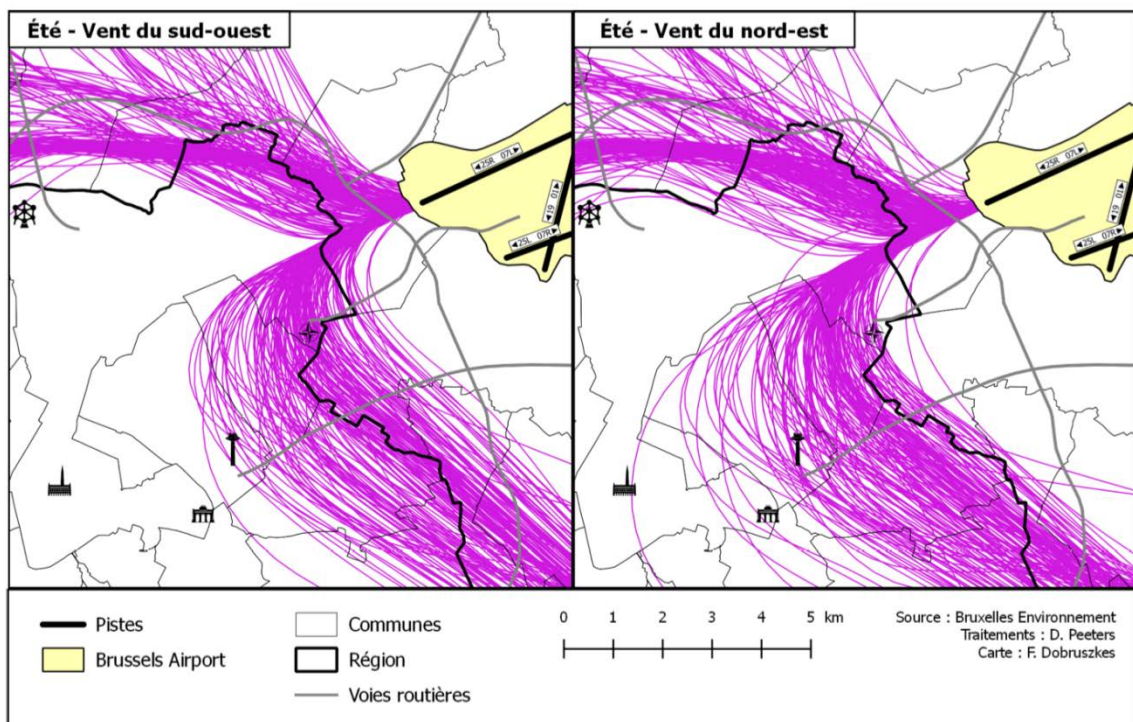 Été - Vent du sud-ouest
Été - Vent du nord-est
25R 07L
19 01
25L 07R
25R 07L
19 01
25L 07R
Pistes
Brussels Airport
Communes
Région
Voies routières
0 1 2 3 4 5 km
Source : Bruxelles Environnement
Traitements : D. Peeters
Carte : F. Dobruszkes